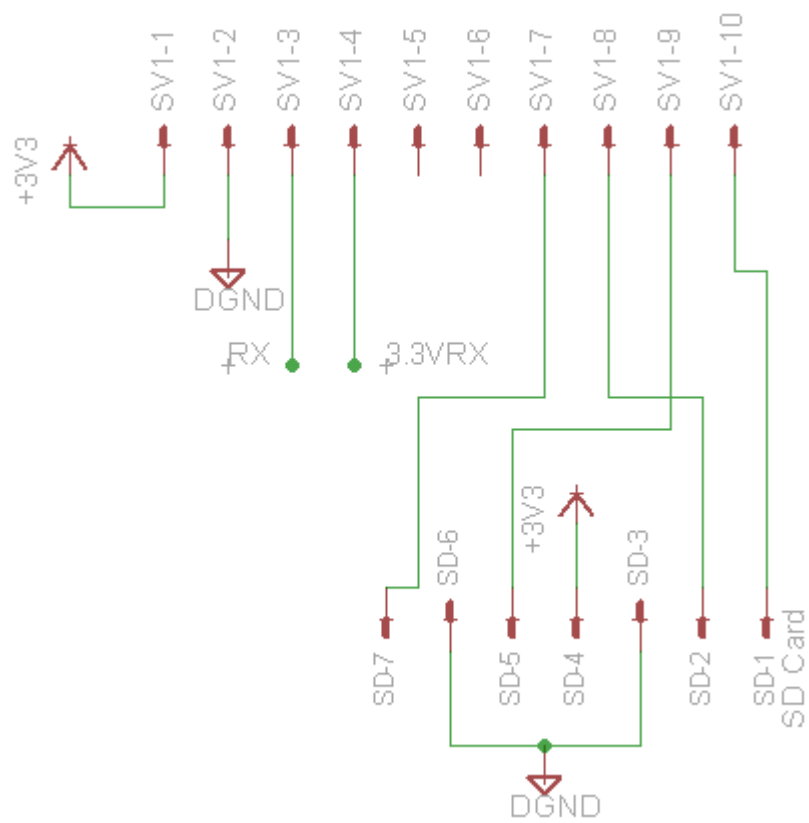 SV1-1
SV1-2
SV1-3
SV1-4
SV1-5
SV1-6
SV1-7
SV1-8
SV1-9
SV1-10
+3V3
DGND
RX
3.3VRX
+3V3
SD-6
SD-3
SD-7
SD-5
SD-4
SD-2
SD-1
SD Card
DGND